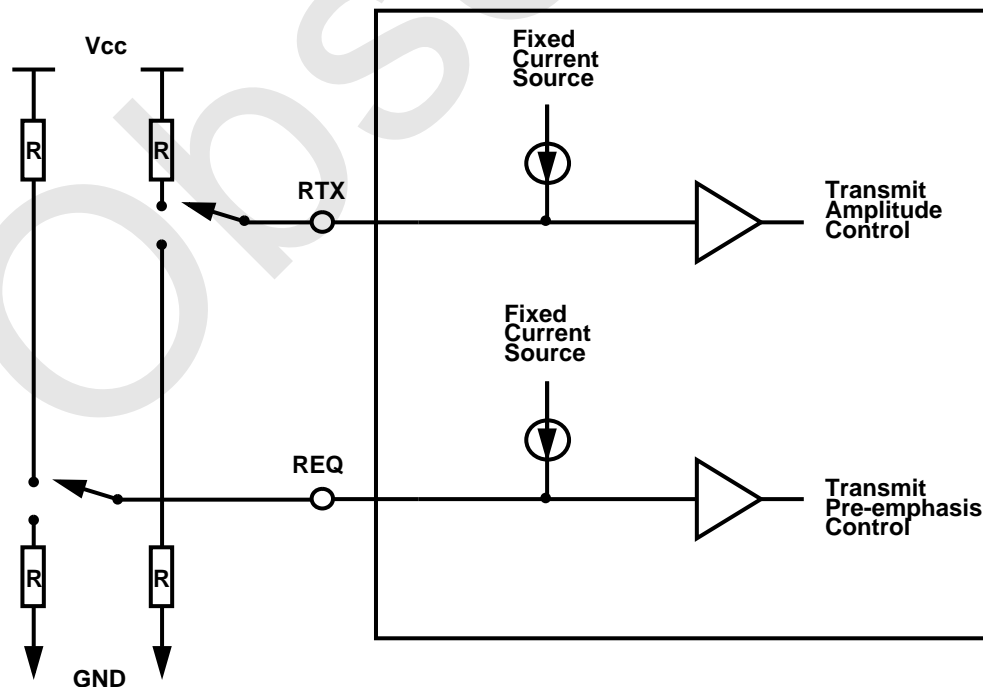 Vcc
Fixed
Current
Source
R
R
RTX
Transmit
Amplitude
Control
Fixed
Current
Source
REQ
Transmit
Pre-emphasis
Control
R
R
GND